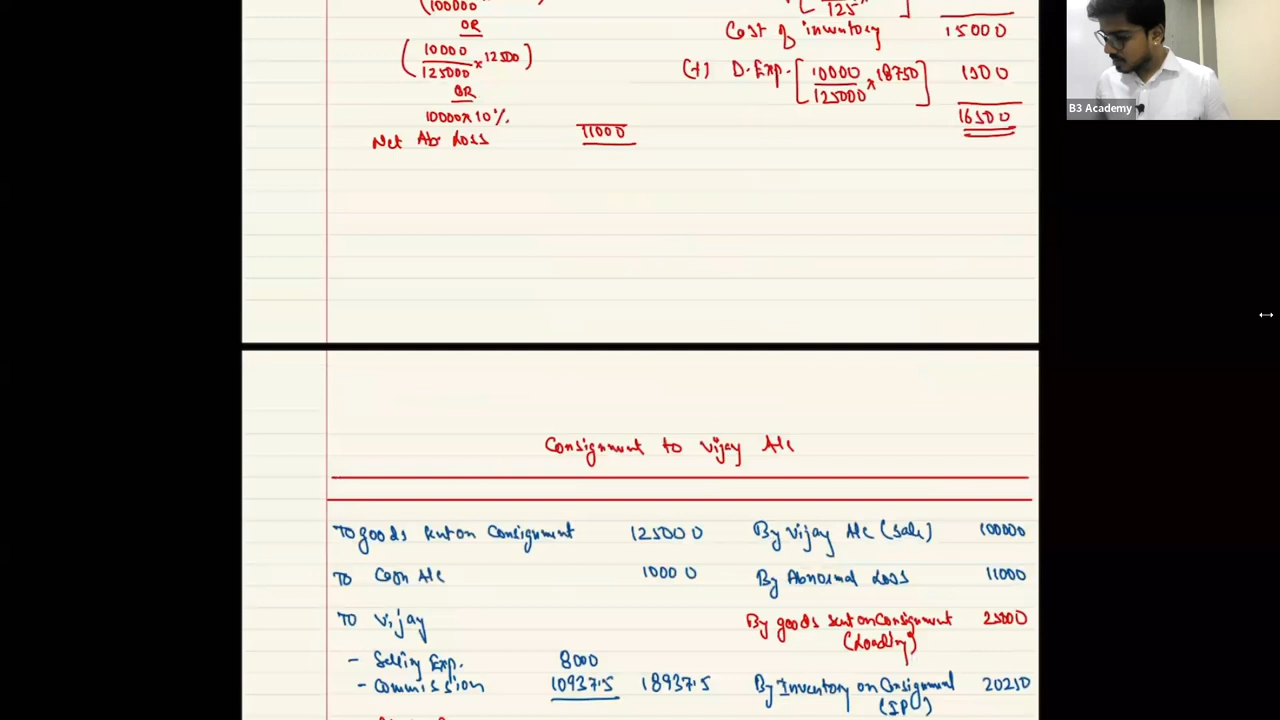 OR
(10000/125000 × 12500)
OR
10000 × 10%
Net Ab Loss 11000
125
Cost of inventory 15000
(+) D. Exp. [10000/125000 × 18750] 1500
16500
B3 Academy
Consignment to Vijay A/c
To goods sent on Consignment 125000 By Vijay A/c (Sale) 100000
To Cash A/c 10000 By Abnormal Loss 11000
To Vijay By goods sent on Consignment 25000
(Loading)
- Selling Exp. 8000
- Commission 10937.5 18937.5 By Inventory on Consignment 20250
(SP)